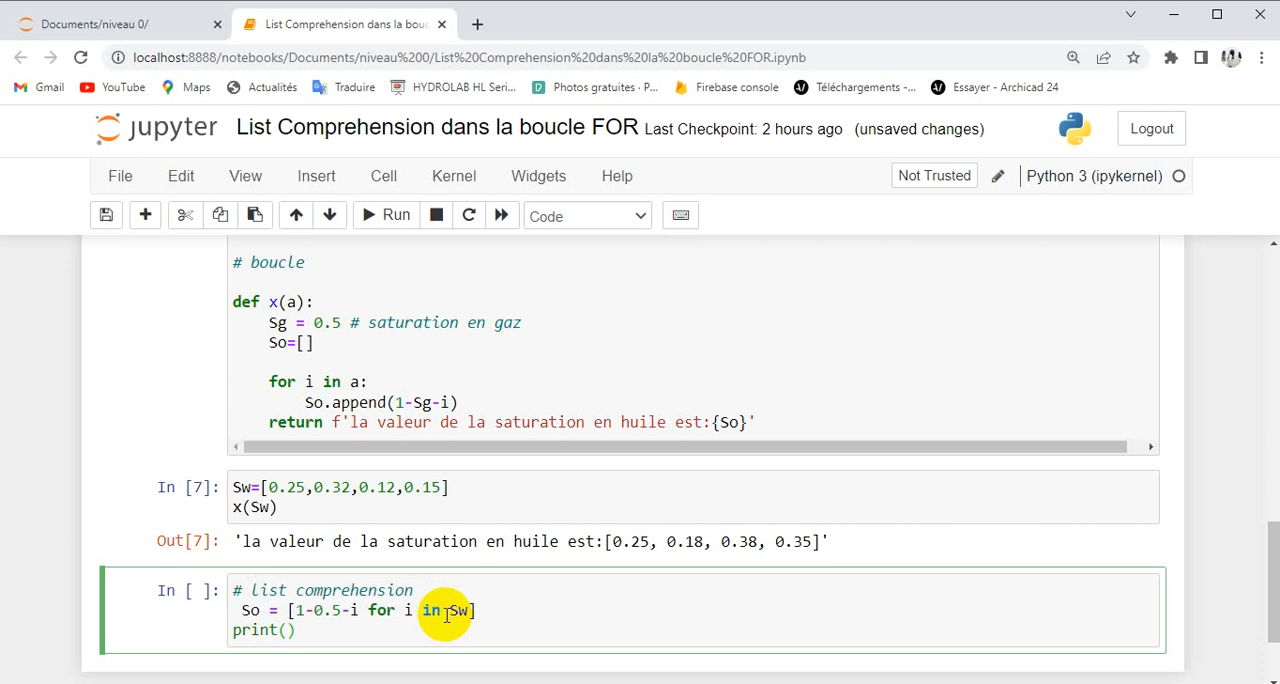 Documents/niveau 0/
List Comprehension dans la bouc
localhost:8888/notebooks/Documents/niveau%200/List%20Comprehension%20dans%20la%20boucle%20FOR.ipynb
Gmail YouTube Maps Actualités Traduire HYDROLAB HL Seri... Photos gratuites • P... Firebase console Téléchargements -... Essayer - Archicad 24
jupyter List Comprehension dans la boucle FOR Last Checkpoint: 2 hours ago (unsaved changes) Logout
File Edit View Insert Cell Kernel Widgets Help Not Trusted Python 3 (ipykernel)
Run Code
# boucle
def x(a):
Sg = 0.5 # saturation en gaz
So=[]
for i in a:
So.append(1-Sg-i)
return f'la valeur de la saturation en huile est:{So}'
In [7]: Sw=[0.25,0.32,0.12,0.15]
x(Sw)
Out[7]: 'la valeur de la saturation en huile est:[0.25, 0.18, 0.38, 0.35]'
In [ ]: # list comprehension
So = [1-0.5-i for i in Sw]
print()